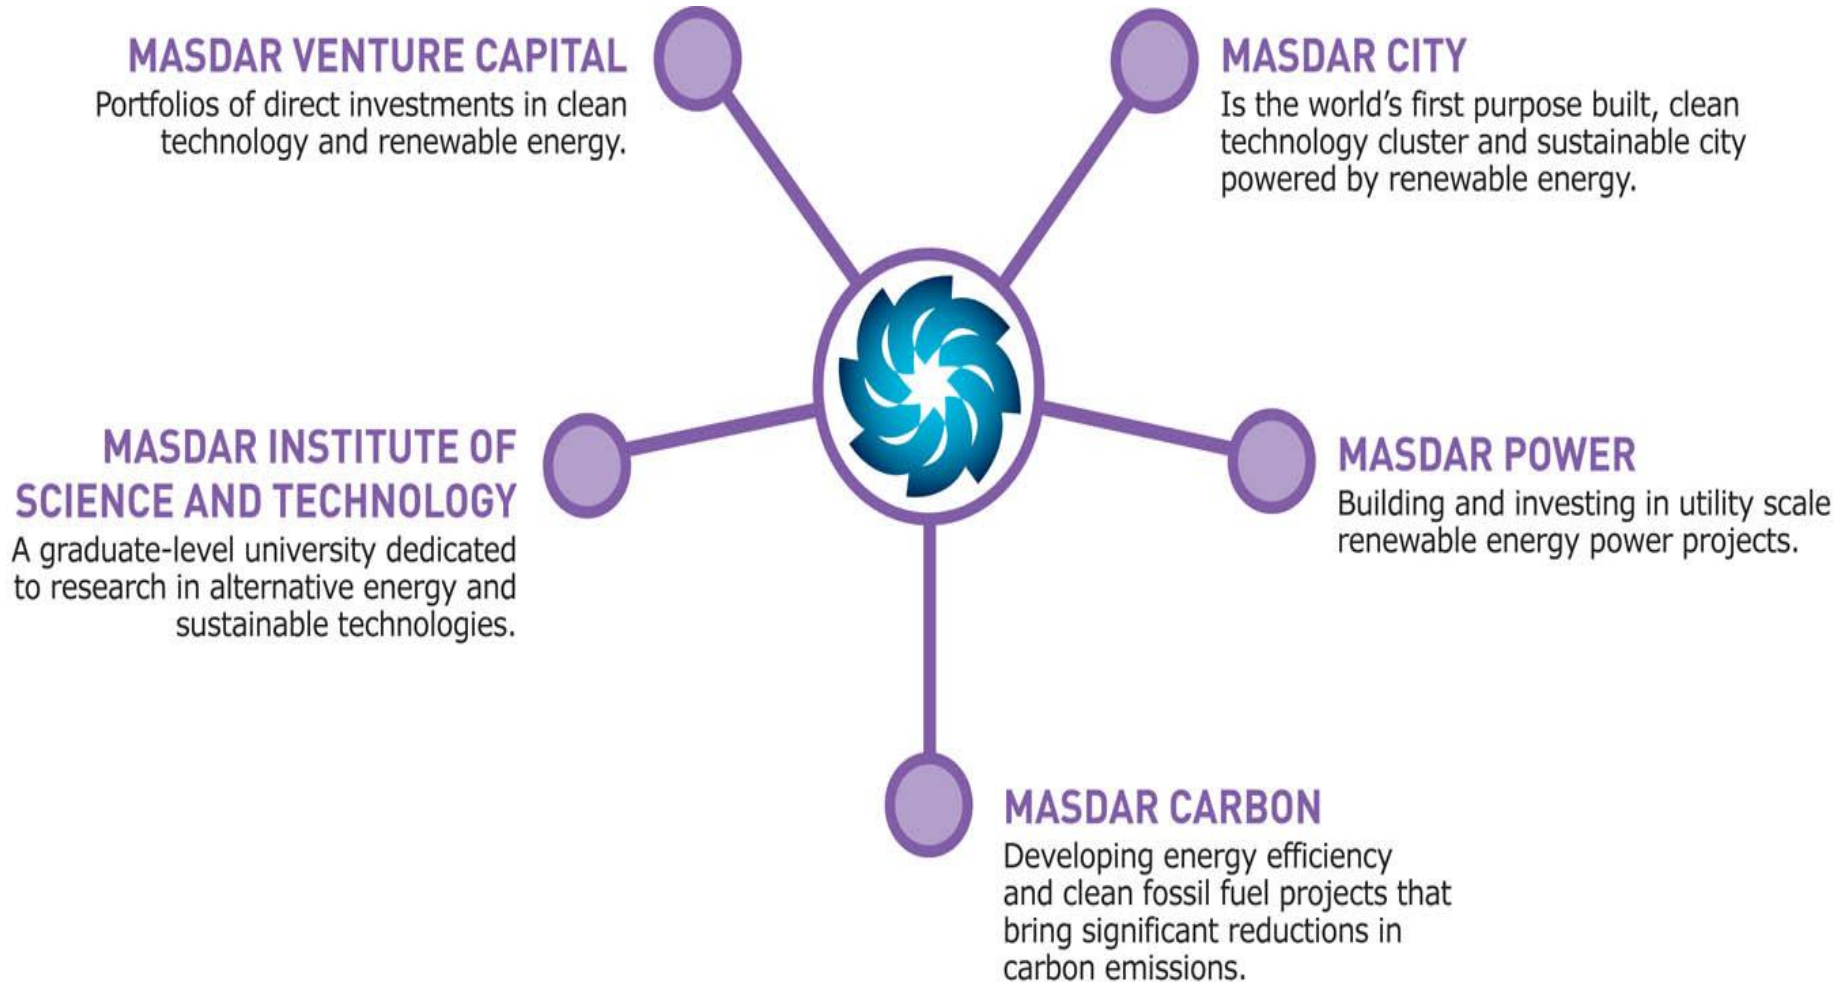 MASDAR VENTURE CAPITAL
Portfolios of direct investments in clean
technology and renewable energy.
MASDAR CITY
Is the world's first purpose built, clean
technology cluster and sustainable city
powered by renewable energy.
MASDAR INSTITUTE OF
SCIENCE AND TECHNOLOGY
A graduate-level university dedicated
to research in alternative energy and
sustainable technologies.
MASDAR POWER
Building and investing in utility scale
renewable energy power projects.
MASDAR CARBON
Developing energy efficiency
and clean fossil fuel projects that
bring significant reductions in
carbon emissions.